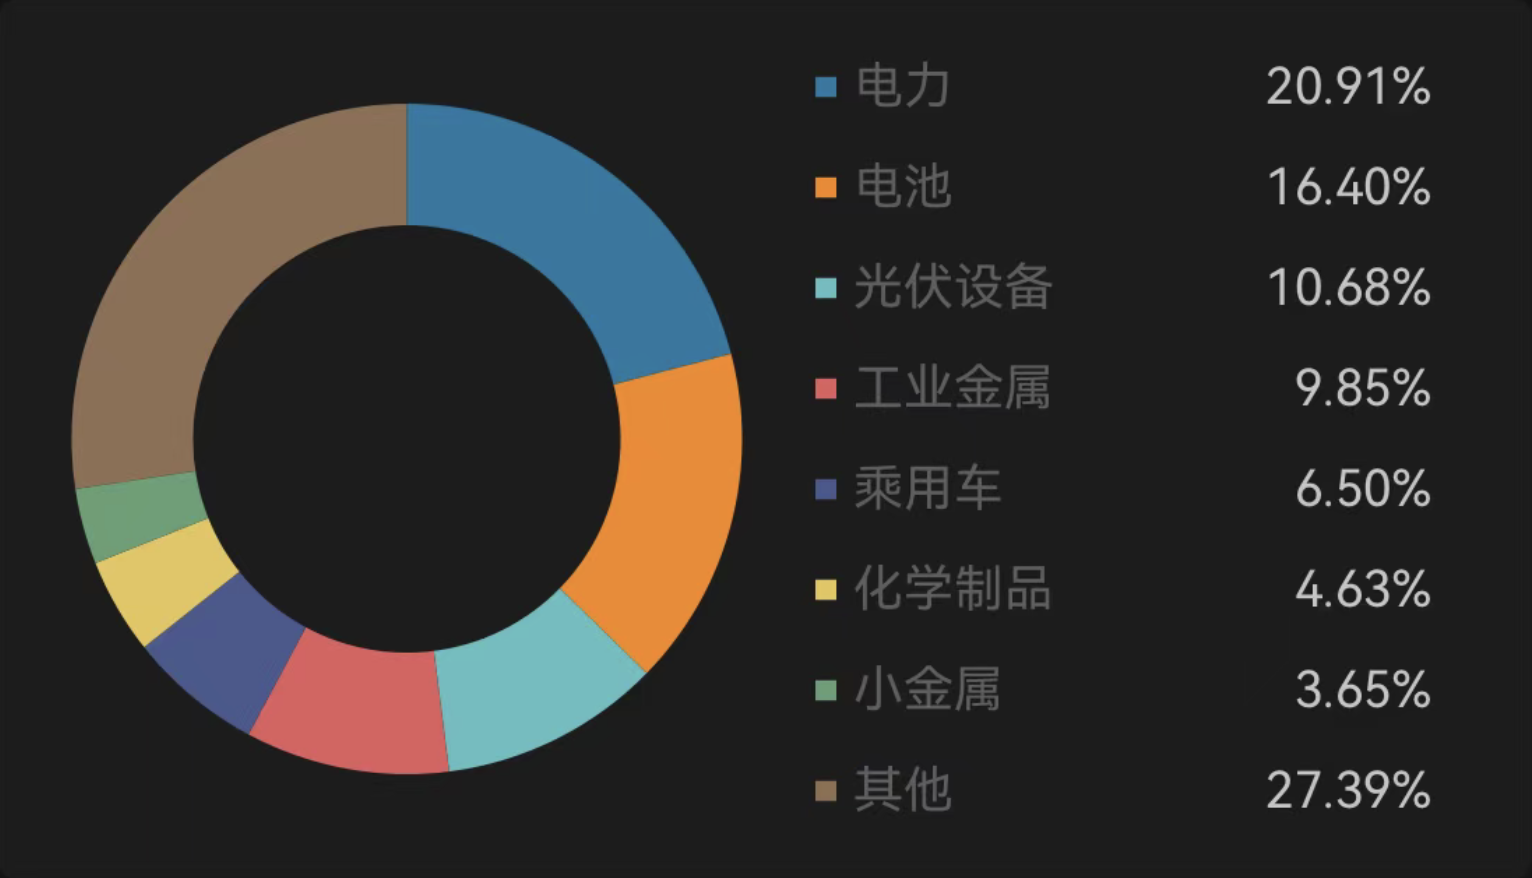 电力 20.91%
电池 16.40%
光伏设备 10.68%
工业金属 9.85%
乘用车 6.50%
化学制品 4.63%
小金属 3.65%
其他 27.39%